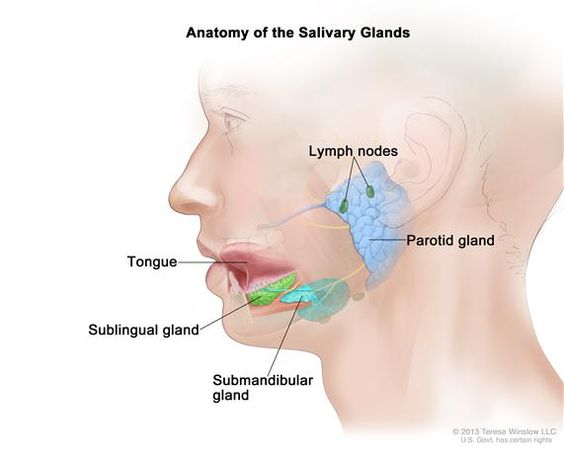 Anatomy of the Salivary Glands
Lymph nodes
Parotid gland
Tongue
Sublingual gland
Submandibular
gland
© 2013 Terese Winslow LLC
U.S. Govt. has certain rights